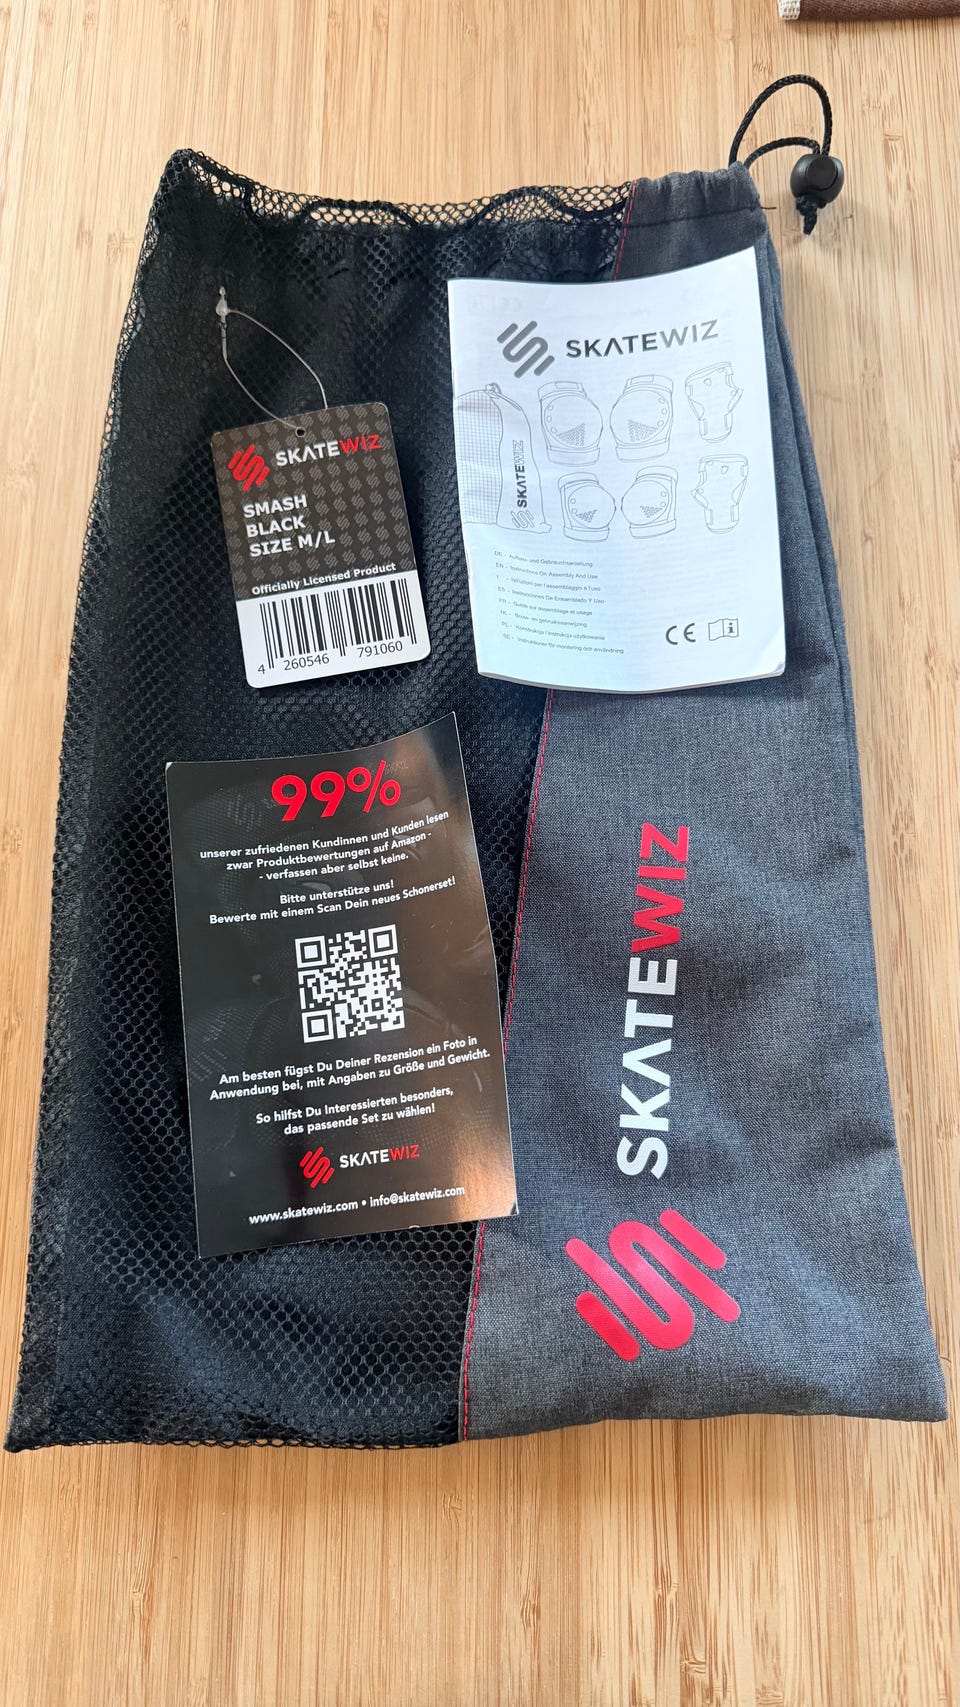 SKATEWIZ
SMASH
BLACK
SIZE M/L
Officially Licensed Product
4 260546 791060
SKATEWIZ
SKATEWIZ
DE - Aufbau- und Gebrauchsanleitung
EN - Instructions On Assembly And Use
I - Istruzioni per l'assemblaggio e l'uso
ES - Instrucciones De Ensamblado Y Uso
FR - Guide sur assemblage et usage
NL - Bouw- en gebruiksaanwijzing
PL - Konstrukcja i instrukcja użytkowania
SE - Instruktioner för montering och användning
CE
99%
unserer zufriedenen Kundinnen und Kunden lesen
zwar Produktbewertungen auf Amazon -
- verfassen aber selbst keine.
Bitte unterstütze uns!
Bewerte mit einem Scan Dein neues Schonerset!
Am besten fügst Du Deiner Rezension ein Foto in
Anwendung bei, mit Angaben zu Größe und Gewicht.
So hilfst Du Interessierten besonders,
das passende Set zu wählen!
SKATEWIZ
www.skatewiz.com • info@skatewiz.com
SKATEWIZ